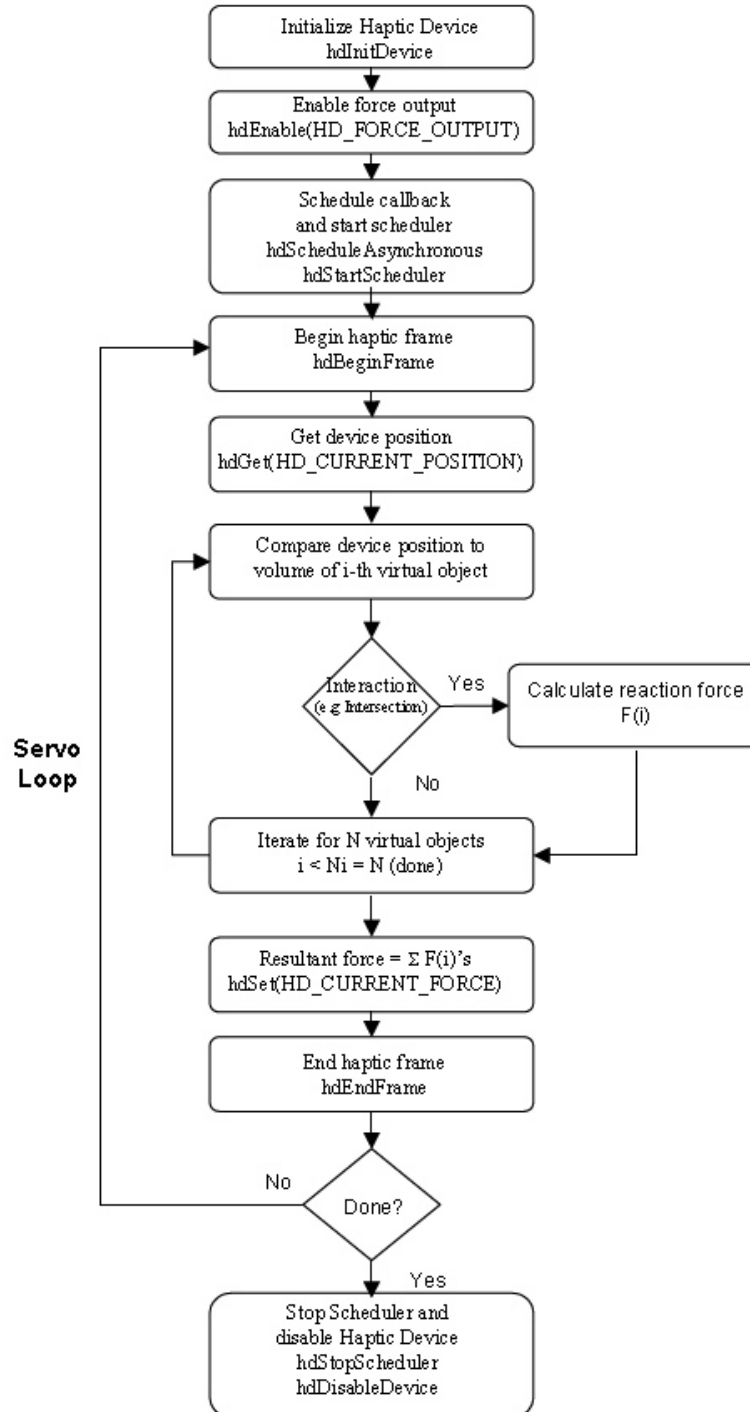 Initialize Haptic Device
hdInitDevice
Enable force output
hdEnable(HD_FORCE_OUTPUT)
Schedule callback
and start scheduler
hdScheduleAsynchronous
hdStartScheduler
Begin haptic frame
hdBeginFrame
Get device position
hdGet(HD_CURRENT_POSITION)
Compare device position to
volume of i-th virtual object
Interaction
(e.g Intersection)
Yes
Calculate reaction force
F(i)
No
Servo
Loop
Iterate for N virtual objects
i < Ni = N (done)
Resultant force = Σ F(i)'s
hdSet(HD_CURRENT_FORCE)
End haptic frame
hdEndFrame
No
Done?
Yes
Stop Scheduler and
disable Haptic Device
hdStopScheduler
hdDisableDevice